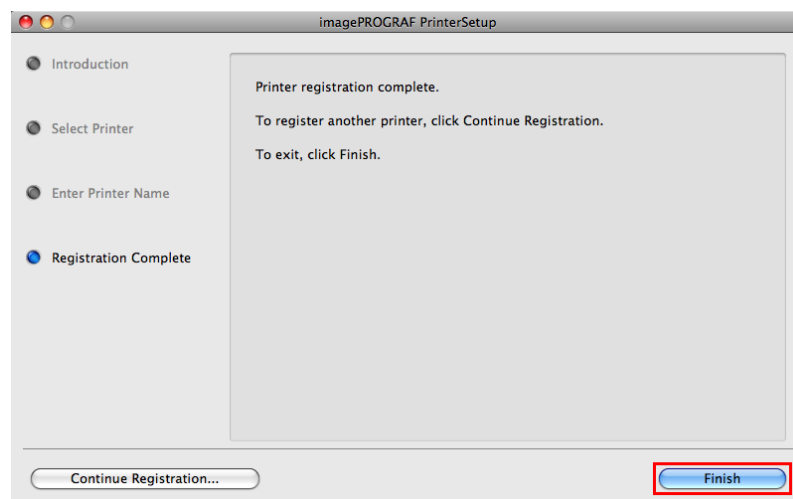 imagePROGRAF PrinterSetup
Introduction
Select Printer
Enter Printer Name
Registration Complete
Printer registration complete.
To register another printer, click Continue Registration.
To exit, click Finish.
Continue Registration...
Finish